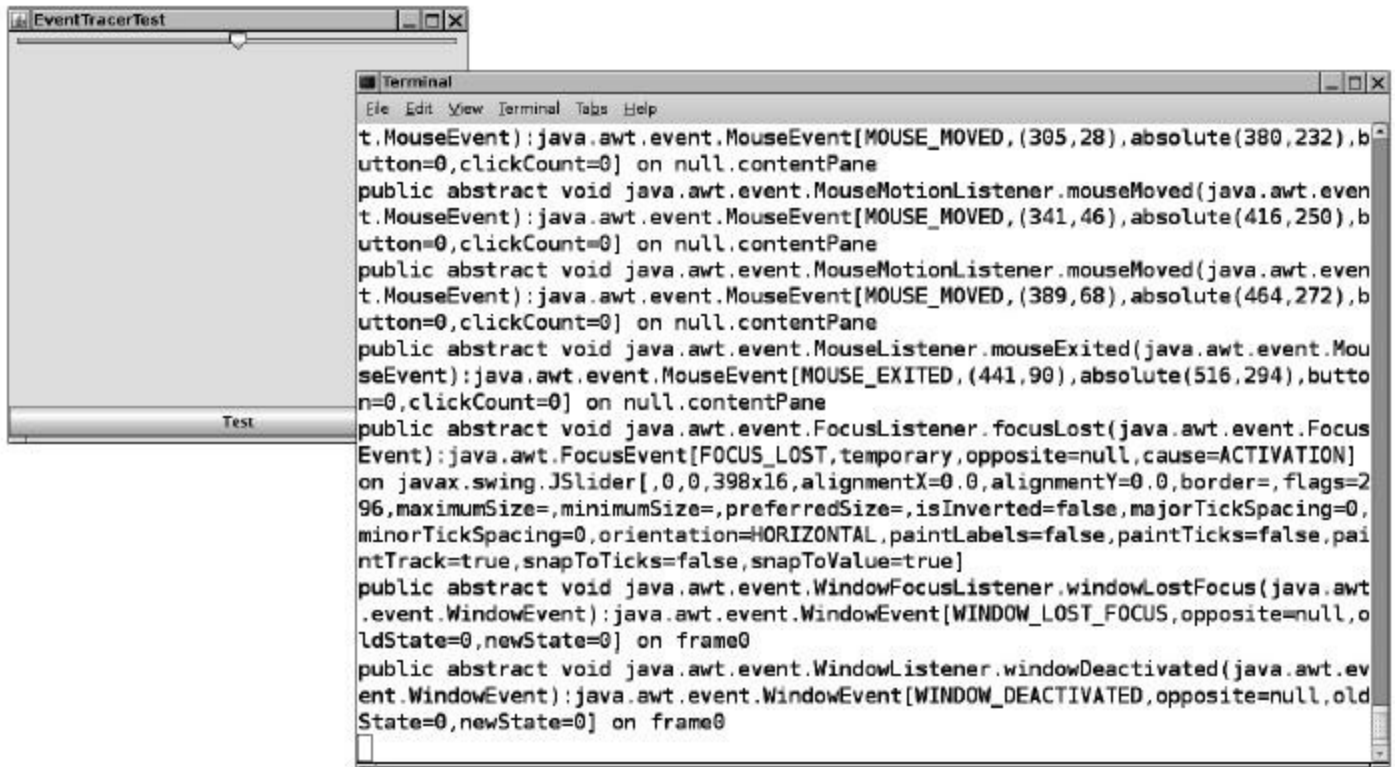 EventTracerTest
Test
Terminal
File Edit View Terminal Tabs Help
t.MouseEvent):java.awt.event.MouseEvent[MOUSE_MOVED,(305,28),absolute(380,232),b
utton=0,clickCount=0] on null.contentPane
public abstract void java.awt.event.MouseMotionListener.mouseMoved(java.awt.even
t.MouseEvent):java.awt.event.MouseEvent[MOUSE_MOVED,(341,46),absolute(416,250),b
utton=0,clickCount=0] on null.contentPane
public abstract void java.awt.event.MouseMotionListener.mouseMoved(java.awt.even
t.MouseEvent):java.awt.event.MouseEvent[MOUSE_MOVED,(389,68),absolute(464,272),b
utton=0,clickCount=0] on null.contentPane
public abstract void java.awt.event.MouseListener.mouseExited(java.awt.event.Mou
seEvent):java.awt.event.MouseEvent[MOUSE_EXITED,(441,90),absolute(516,294),butto
n=0,clickCount=0] on null.contentPane
public abstract void java.awt.event.FocusListener.focusLost(java.awt.event.Focus
Event):java.awt.FocusEvent[FOCUS_LOST,temporary,opposite=null,cause=ACTIVATION]
on javax.swing.JSlider[,0,0,398x16,alignmentX=0.0,alignmentY=0.0,border=,flags=2
96,maximumSize=,minimumSize=,preferredSize=,isInverted=false,majorTickSpacing=0,
minorTickSpacing=0,orientation=HORIZONTAL,paintLabels=false,paintTicks=false,pai
ntTrack=true,snapToTicks=false,snapToValue=true]
public abstract void java.awt.event.WindowFocusListener.windowLostFocus(java.awt
.event.WindowEvent):java.awt.event.WindowEvent[WINDOW_LOST_FOCUS,opposite=null,o
ldState=0,newState=0] on frame0
public abstract void java.awt.event.WindowListener.windowDeactivated(java.awt.ev
ent.WindowEvent):java.awt.event.WindowEvent[WINDOW_DEACTIVATED,opposite=null,old
State=0,newState=0] on frame0